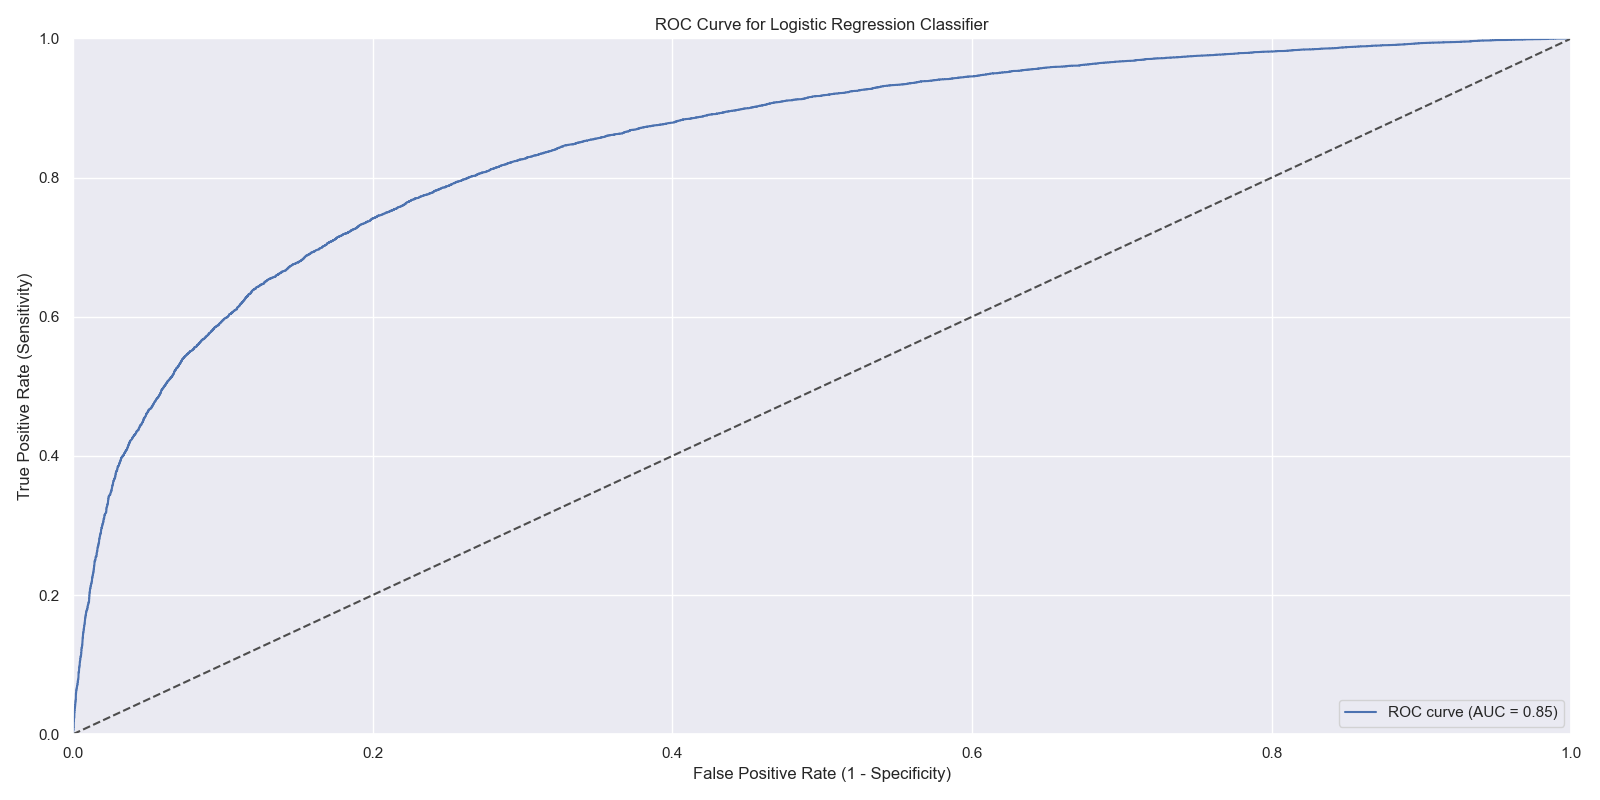 ROC Curve for Logistic Regression Classifier
1.0
0.8
0.6
0.4
0.2
0.0
True Positive Rate (Sensitivity)
ROC curve (AUC = 0.85)
0.0 0.2 0.4 0.6 0.8 1.0
False Positive Rate (1 - Specificity)